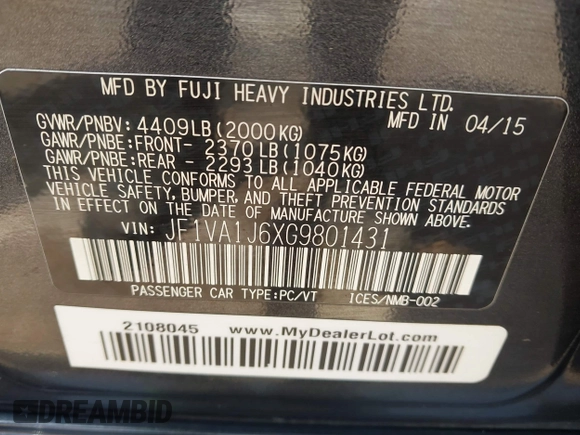 MFD BY FUJI HEAVY INDUSTRIES LTD.
GVWR/PNBV: 4409LB(2000KG) MFD IN 04/15
GAWR/PNBE:FRONT- 2370LB(1075KG)
GAWR/PNBE:REAR - 2293LB(1040KG)
THIS VEHICLE CONFORMS TO ALL APPLICABLE FEDERAL MOTOR
VEHICLE SAFETY, BUMPER, AND THEFT PREVENTION STANDARDS
IN EFFECT ON THE DATE OF MANUFACTURE SHOWN ABOVE.
VIN: JF1VA1J6XG9801431
PASSENGER CAR TYPE:PC/VT ICES/NMB-002
2108045 www.MyDealerLot.com
DREAMBID